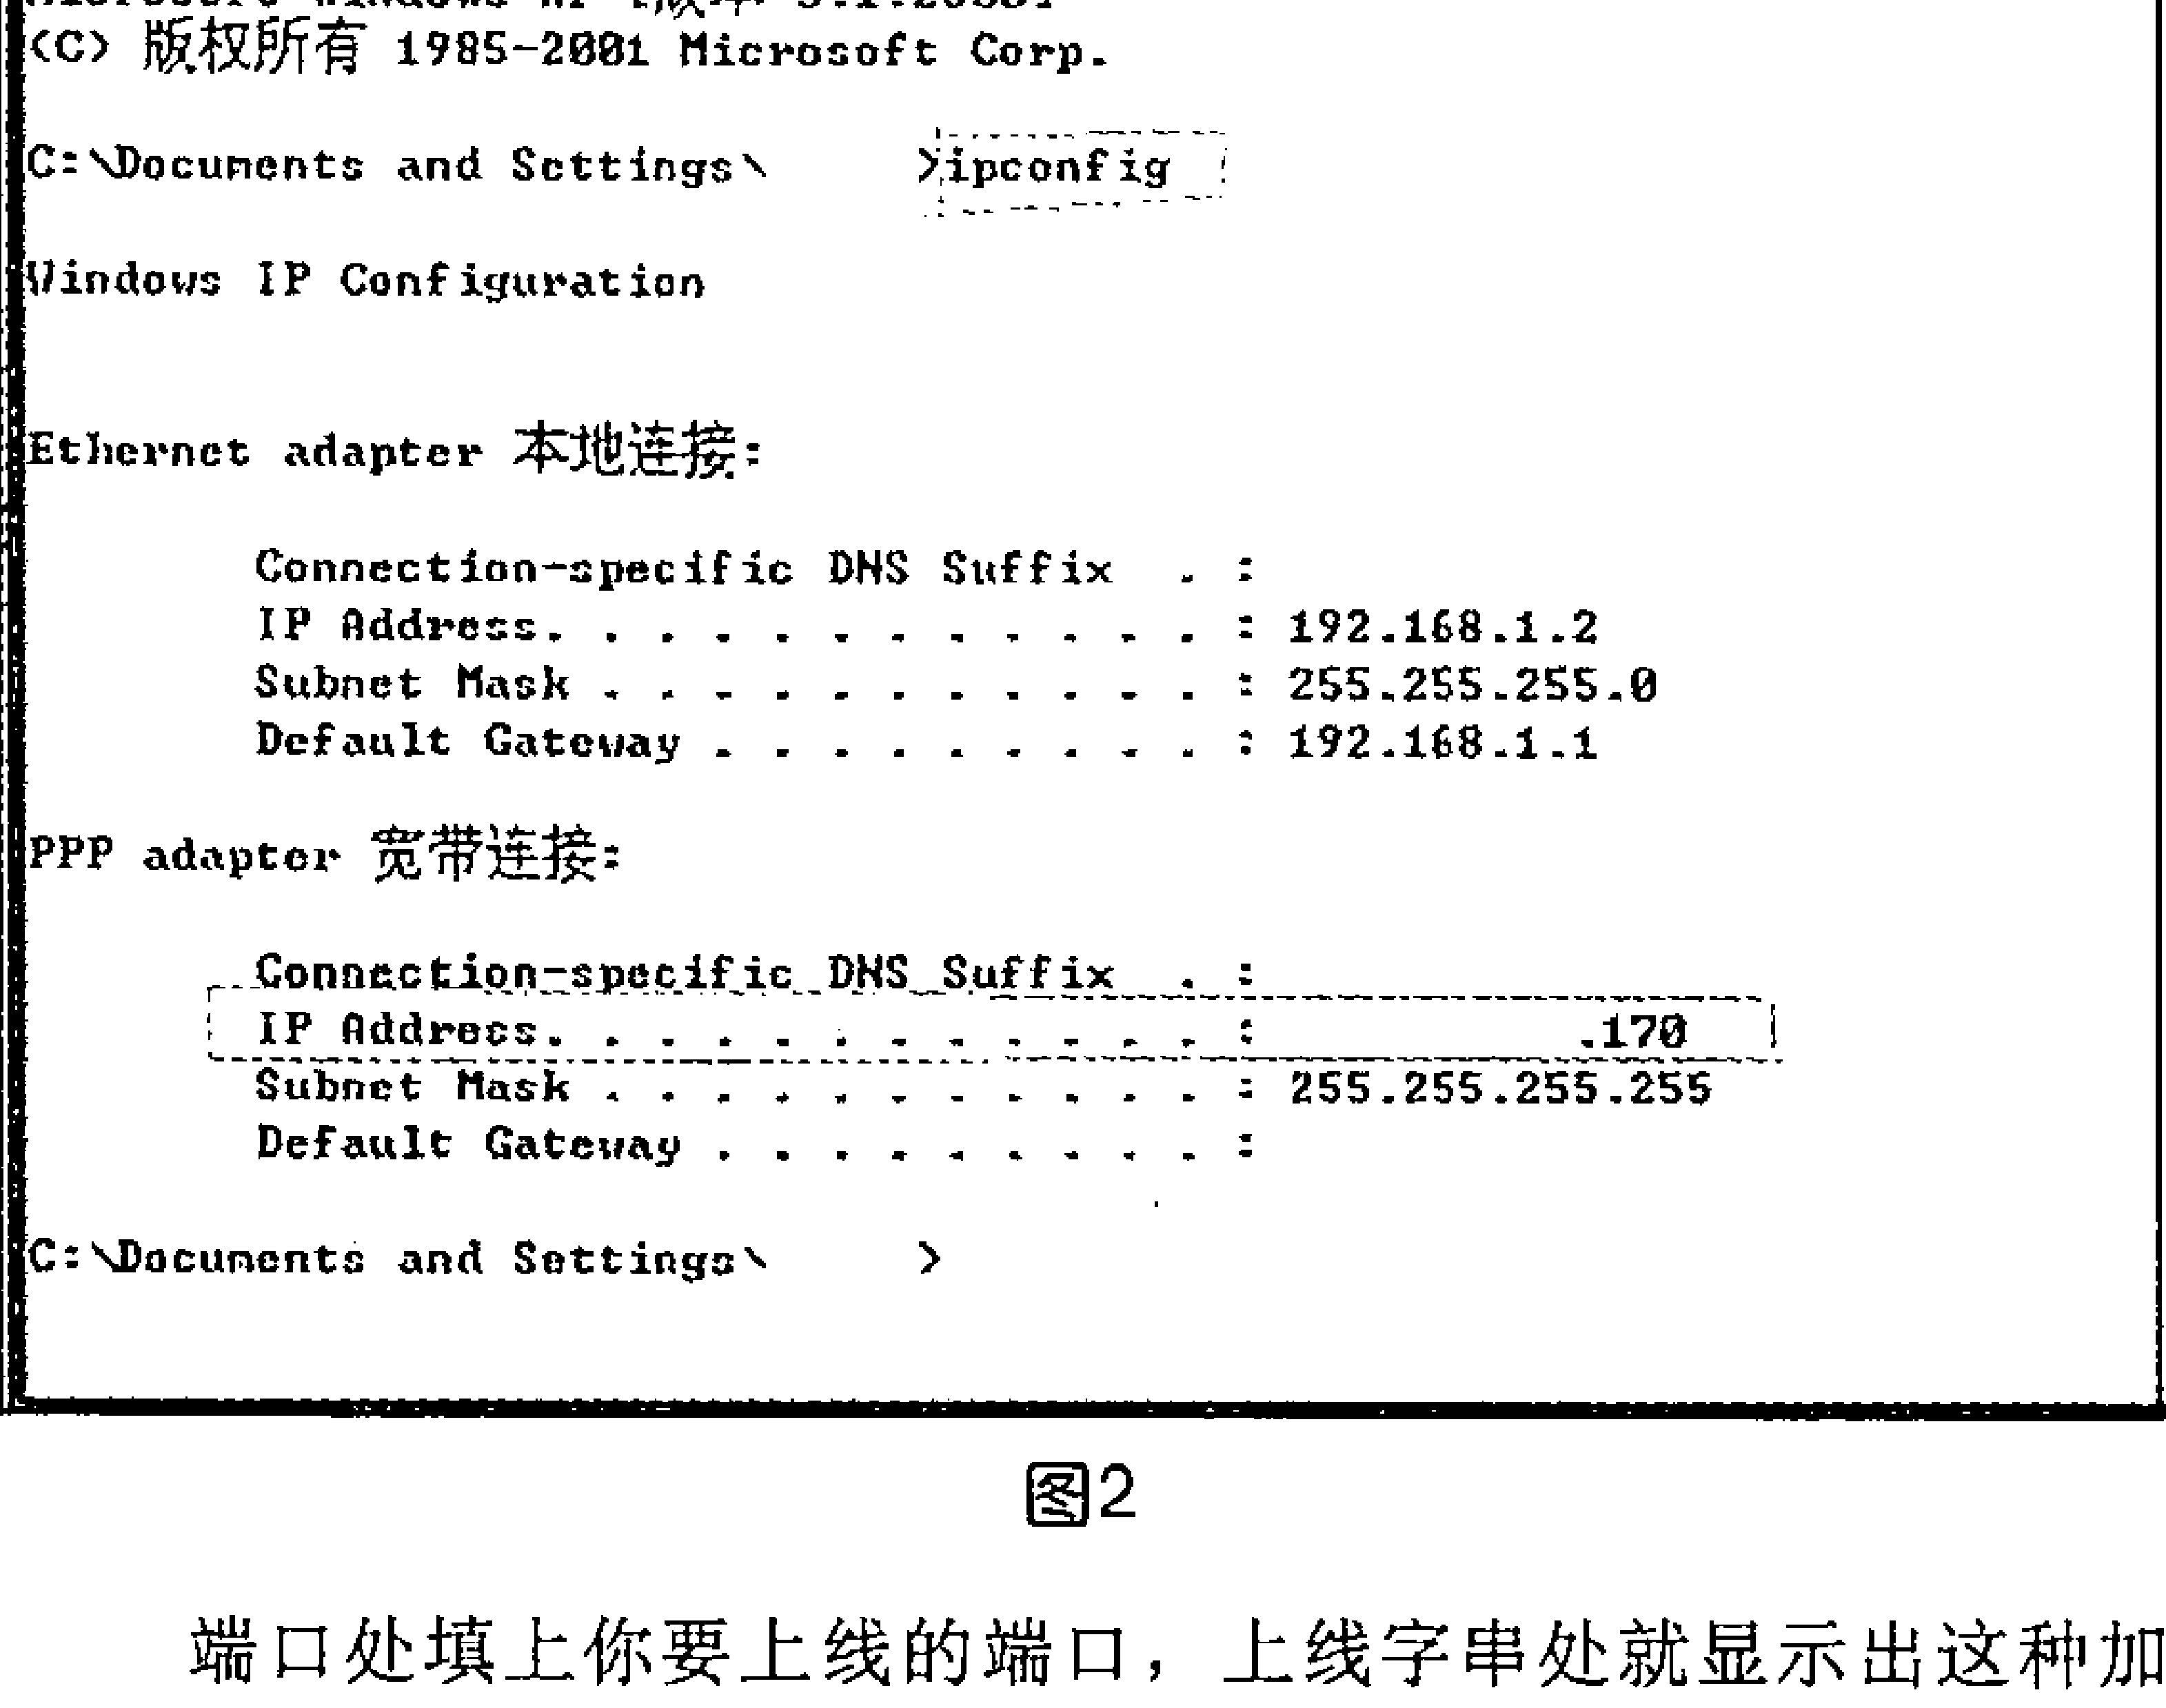 (C) 版权所有 1985-2001 Microsoft Corp.
C:\Documents and Settings\ >ipconfig
Windows IP Configuration
Ethernet adapter 本地连接:
Connection-specific DNS Suffix . :
IP Address. . . . . . . . . . . . : 192.168.1.2
Subnet Mask . . . . . . . . . . . : 255.255.255.0
Default Gateway . . . . . . . . . : 192.168.1.1
PPP adapter 宽带连接:
Connection-specific DNS Suffix . :
IP Address. . . . . . . . . . . . : .170
Subnet Mask . . . . . . . . . . . : 255.255.255.255
Default Gateway . . . . . . . . . :
C:\Documents and Settings\ >
图2
端口处填上你要上线的端口，上线字串处就显示出这种加